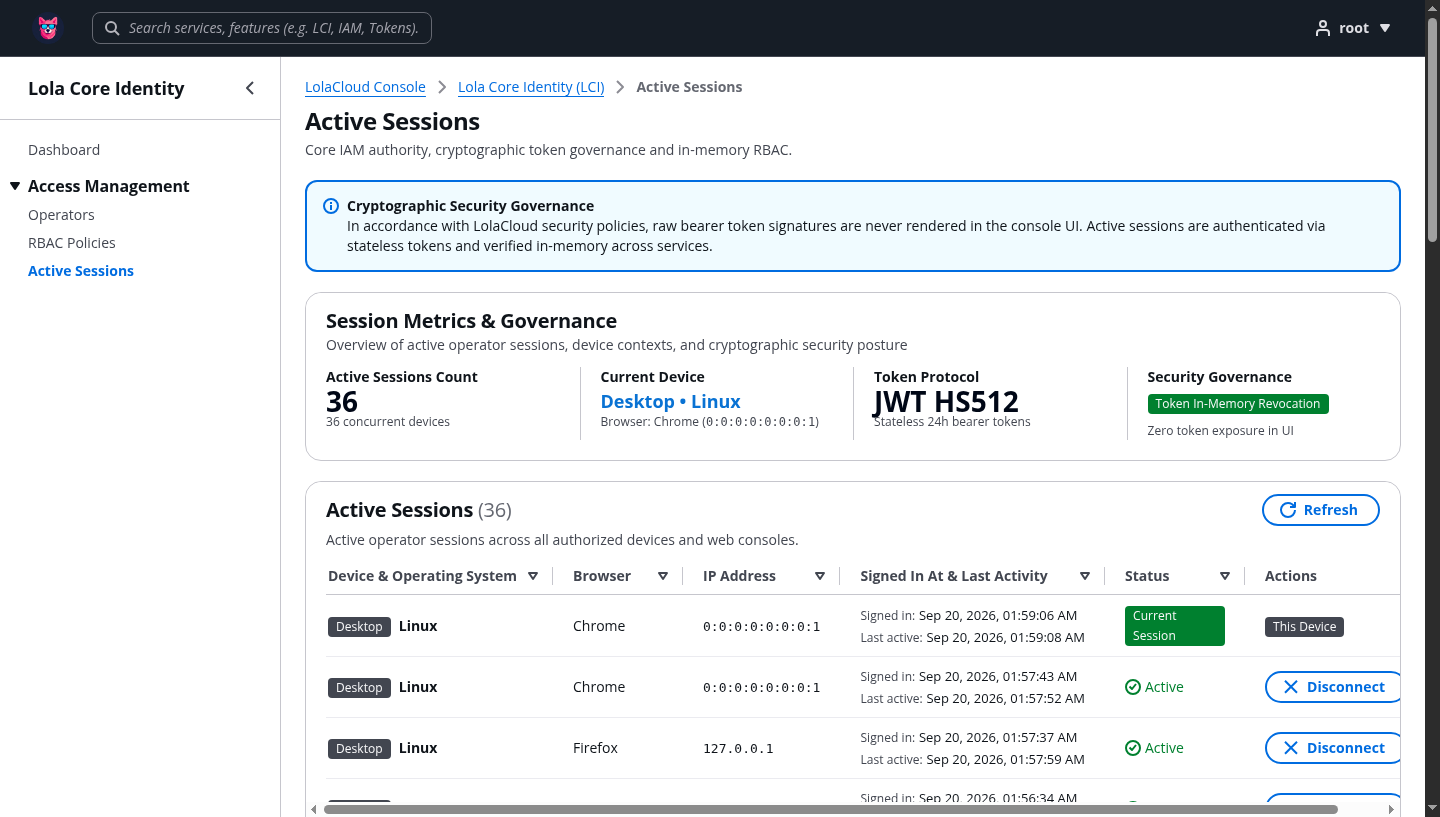 Search services, features (e.g. LCI, IAM, Tokens).
root
Lola Core Identity
Dashboard
Access Management
Operators
RBAC Policies
Active Sessions
LolaCloud Console
Lola Core Identity (LCI)
Active Sessions
Active Sessions
Core IAM authority, cryptographic token governance and in-memory RBAC.
Cryptographic Security Governance
In accordance with LolaCloud security policies, raw bearer token signatures are never rendered in the console UI. Active sessions are authenticated via
stateless tokens and verified in-memory across services.
Session Metrics & Governance
Overview of active operator sessions, device contexts, and cryptographic security posture
Active Sessions Count
36
36 concurrent devices
Current Device
Desktop • Linux
Browser: Chrome (0:0:0:0:0:0:0:1)
Token Protocol
JWT HS512
Stateless 24h bearer tokens
Security Governance
Token In-Memory Revocation
Zero token exposure in UI
Active Sessions (36)
Refresh
Active operator sessions across all authorized devices and web consoles.
Device & Operating System Browser IP Address Signed In At & Last Activity Status Actions
Desktop Linux Chrome 0:0:0:0:0:0:0:1
Signed in: Sep 20, 2026, 01:59:06 AM
Last active: Sep 20, 2026, 01:59:08 AM
Current
Session
This Device
Desktop Linux Chrome 0:0:0:0:0:0:0:1
Signed in: Sep 20, 2026, 01:57:43 AM
Last active: Sep 20, 2026, 01:57:52 AM
Active
Disconnect
Desktop Linux Firefox 127.0.0.1
Signed in: Sep 20, 2026, 01:57:37 AM
Last active: Sep 20, 2026, 01:57:59 AM
Active
Disconnect
Signed in: Sep 20, 2026, 01:56:34 AM